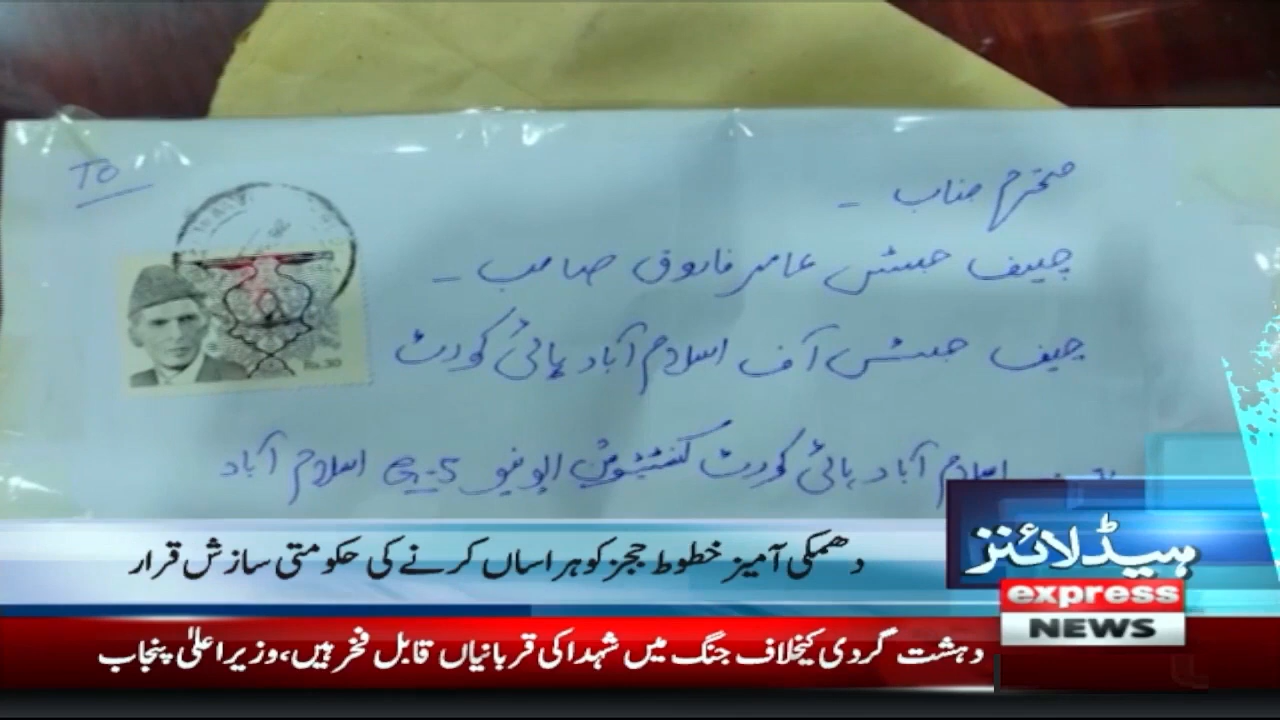 To
محترم جناب -
چیف جسٹس عامر فاروق صاحب -
چیف جسٹس آف اسلام آباد ہائی کورٹ
اسلام آباد ہائی کورٹ ایونیو G-5 اسلام آباد
Rs.30
دھمکی آمیز خطوط ججز کو ہراساں کرنے کی حکومتی سازش قرار
ہیڈلائنز
express
NEWS
دہشت گردی کیخلاف جنگ میں شہدا کی قربانیاں قابل فخر ہیں، وزیراعلیٰ پنجاب